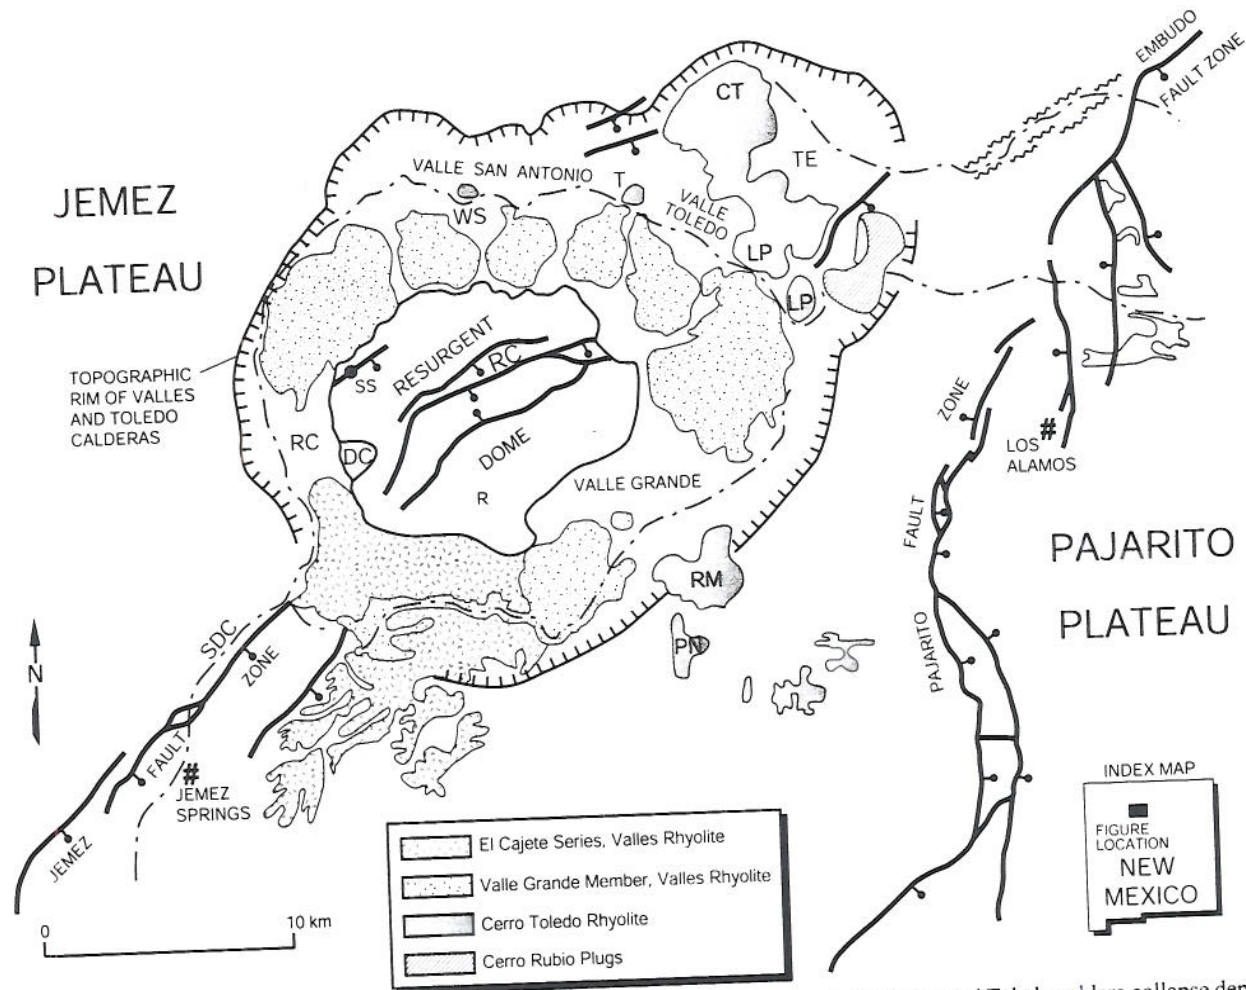 EMBUDO
FAULT ZONE
CT
TE
VALLE SAN ANTONIO
T
WS
VALLE
TOLEDO
LP
LP
JEMEZ
PLATEAU
TOPOGRAPHIC
RIM OF VALLES
AND TOLEDO
CALDERAS
RESURGENT
RC
DOME
SS
RC
DC
R
VALLE GRANDE
RM
PN
ZONE
FAULT
PAJARITO
#
LOS
ALAMOS
PAJARITO
PLATEAU
N
SDC
ZONE
FAULT
JEMEZ
#
JEMEZ
SPRINGS
0
10 km
El Cajete Series, Valles Rhyolite
Valle Grande Member, Valles Rhyolite
Cerro Toledo Rhyolite
Cerro Rubio Plugs
INDEX MAP
FIGURE
LOCATION
NEW
MEXICO